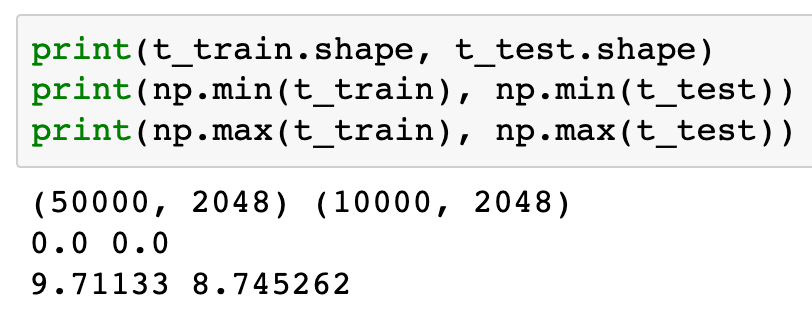 print(t_train.shape, t_test.shape)
print(np.min(t_train), np.min(t_test))
print(np.max(t_train), np.max(t_test))
(50000, 2048) (10000, 2048)
0.0 0.0
9.71133 8.745262